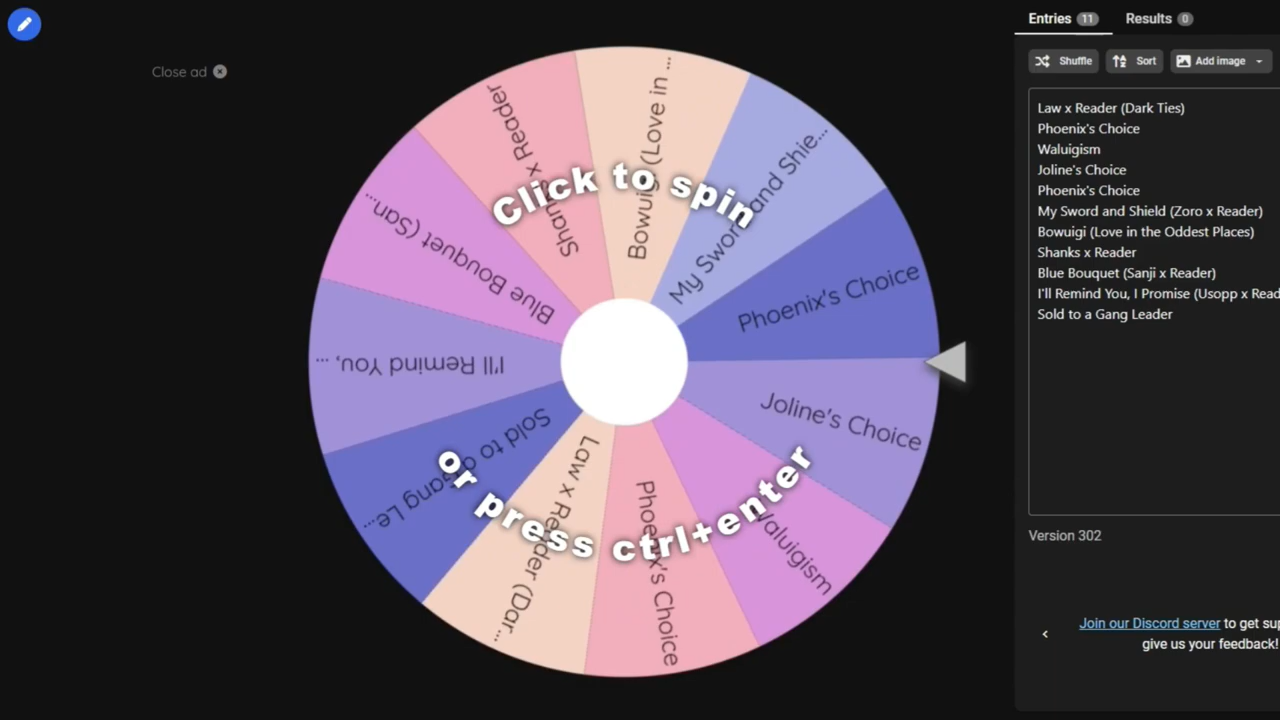 Close ad
Entries 11
Results 0
Shuffle
Sort
Add image
Law x Reader (Dark Ties)
Phoenix's Choice
Waluigism
Joline's Choice
Phoenix's Choice
My Sword and Shield (Zoro x Reader)
Bowuigi (Love in the Oddest Places)
Shanks x Reader
Blue Bouquet (Sanji x Reader)
I'll Remind You, I Promise (Usopp x Read
Sold to a Gang Leader
Version 302
Join our Discord server to get sup
give us your feedback!
Click to spin
or press ctrl+enter
Bowuigi (Love in ...
My Sword and Shie...
Phoenix's Choice
Joline's Choice
Waluigism
Phoenix's Choice
Law x Reader (Dar...
Sold to a Gang Le...
I'll Remind You, ...
Blue Bouquet (San...
Shanks x Reader